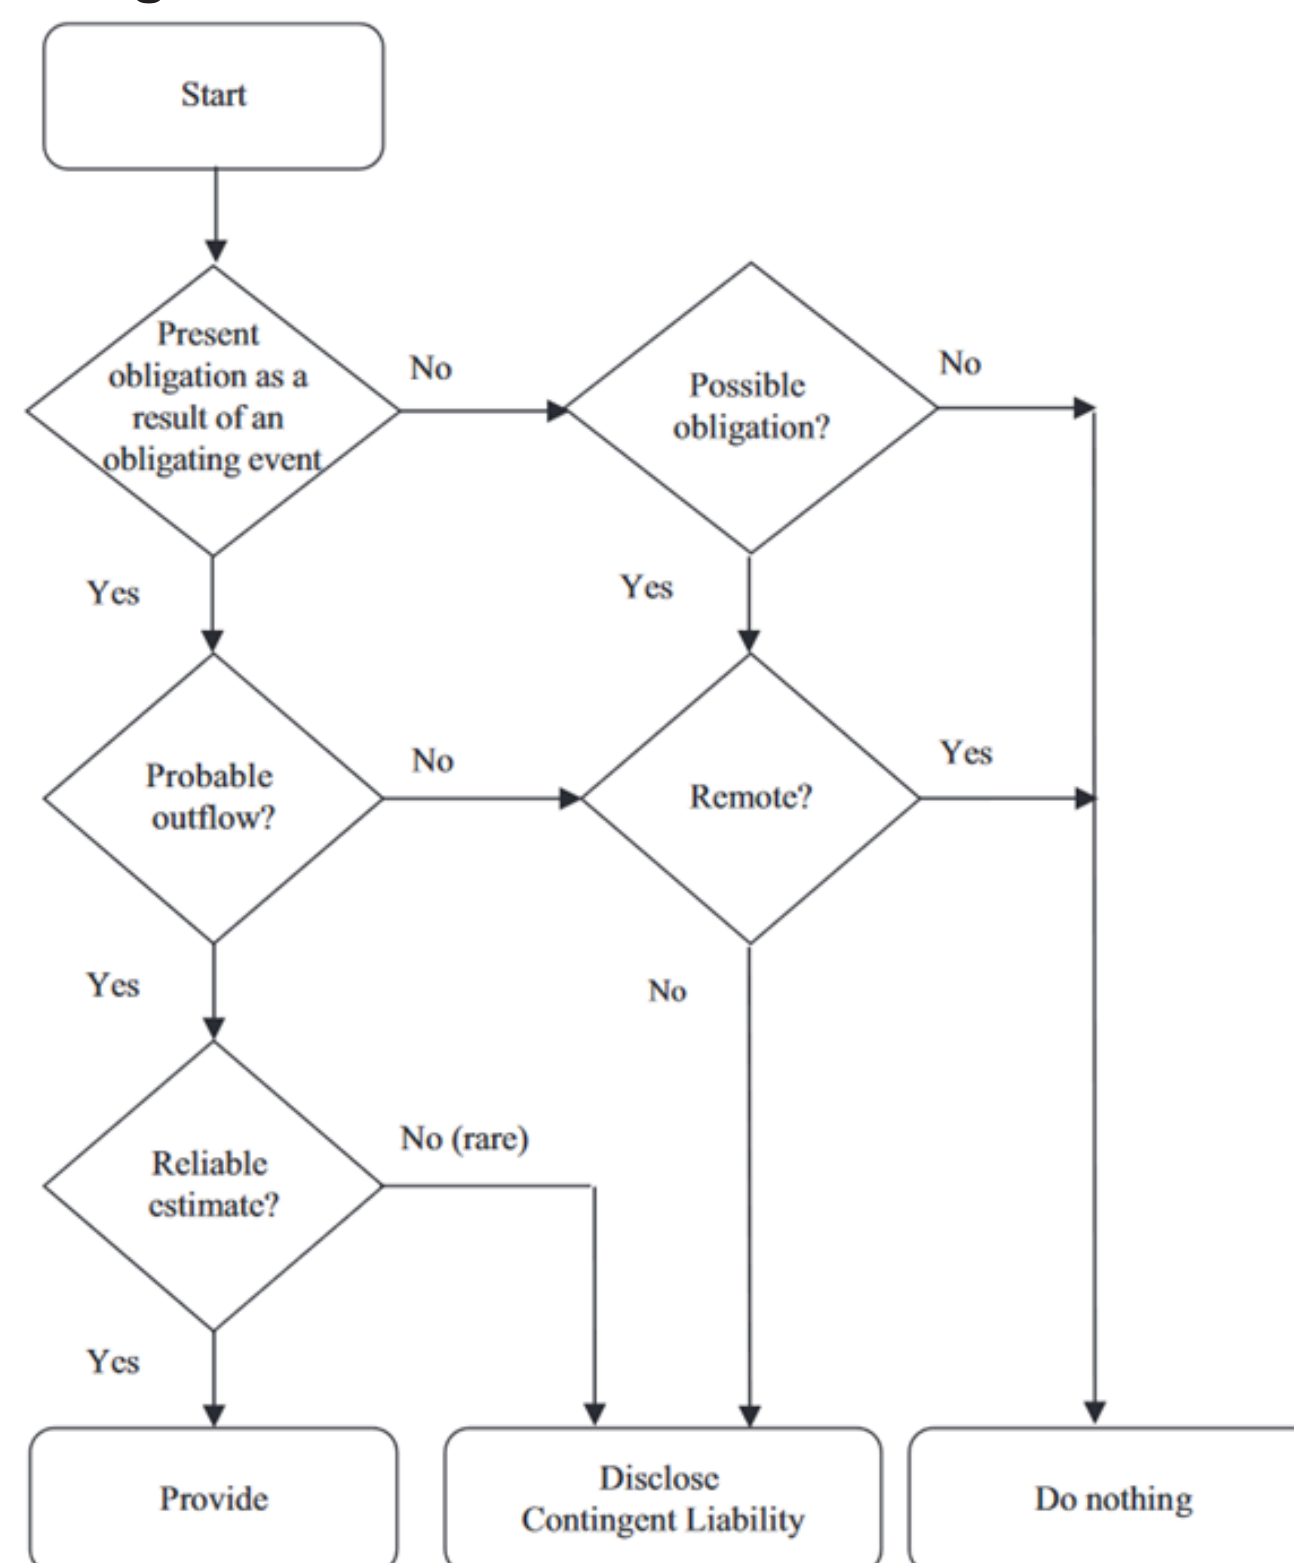 Start
Present
obligation as a
result of an
obligating event
No
Possible
obligation?
No
Yes
Yes
Probable
outflow?
No
Remote?
Yes
Yes
No
Reliable
estimate?
No (rare)
Yes
Provide
Disclose
Contingent Liability
Do nothing